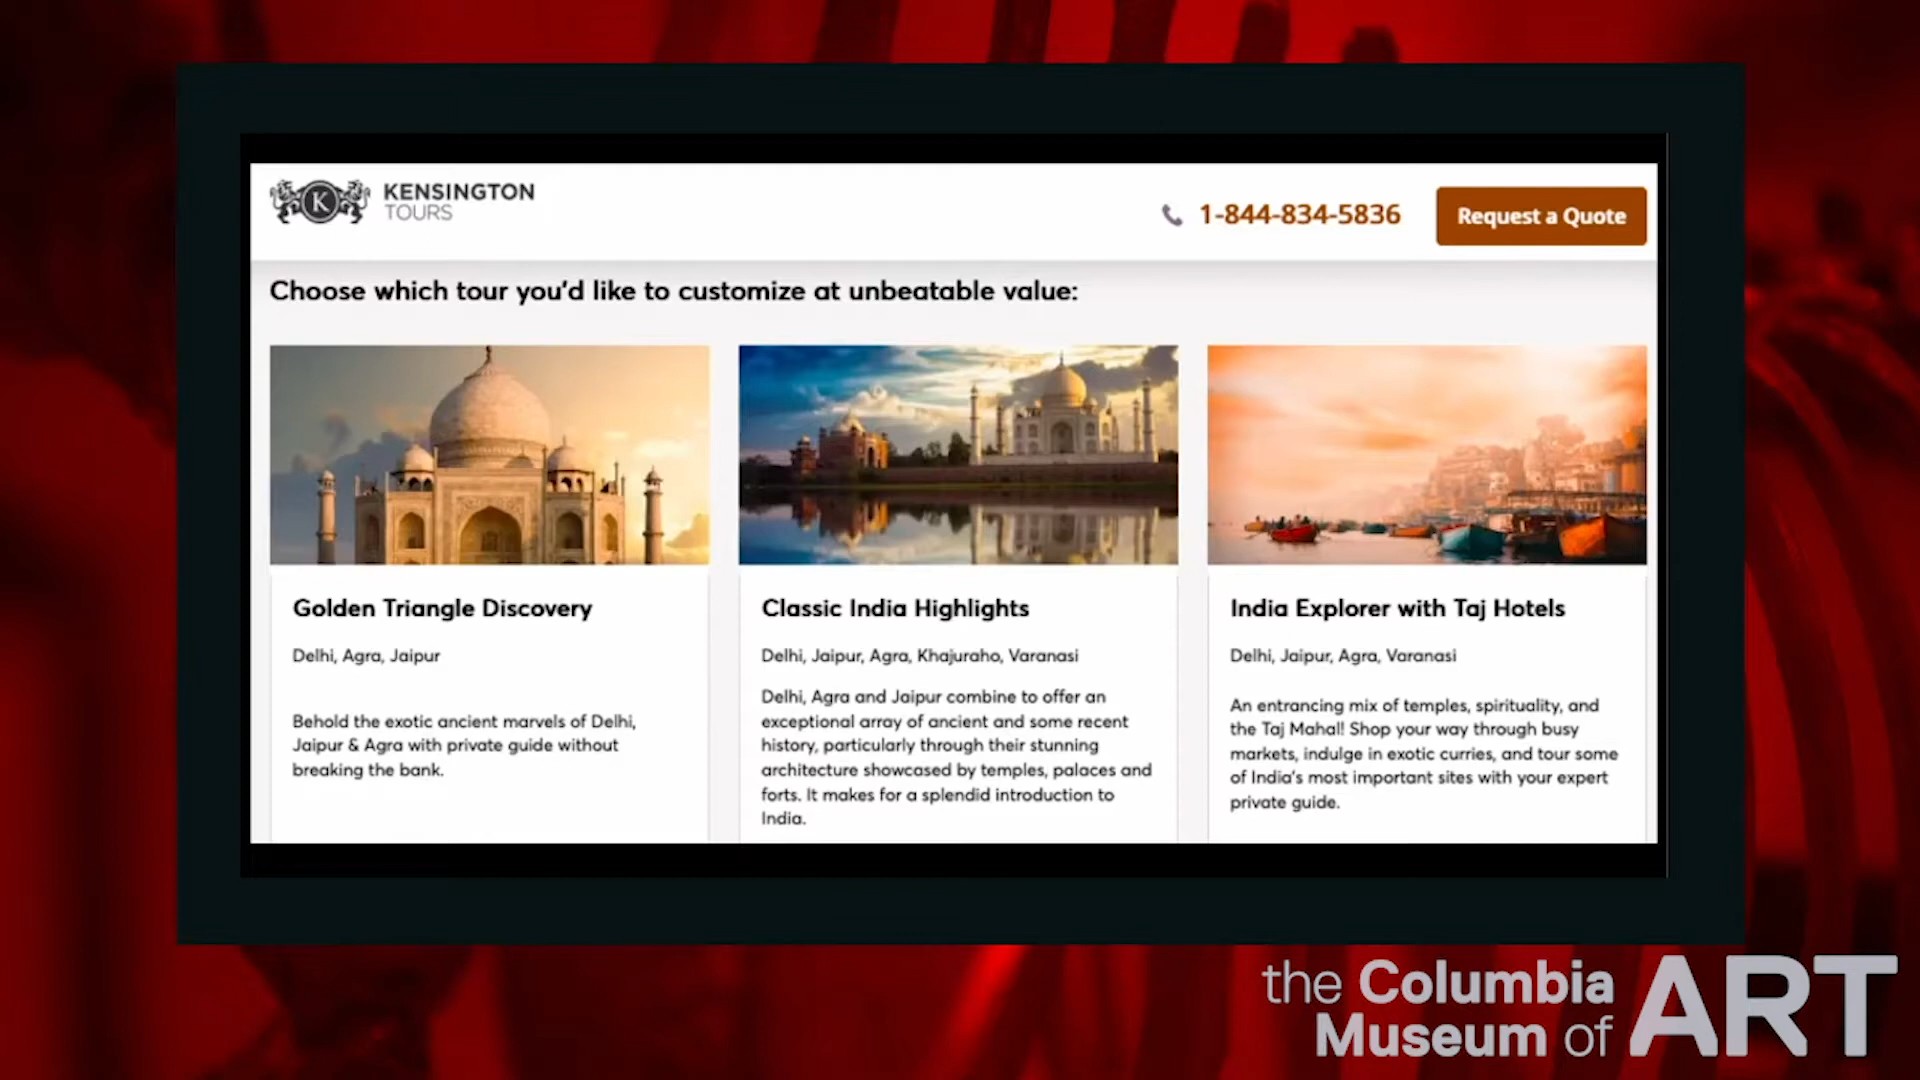 K KENSINGTON
TOURS
1-844-834-5836
Request a Quote
Choose which tour you'd like to customize at unbeatable value:
Golden Triangle Discovery
Delhi, Agra, Jaipur
Behold the exotic ancient marvels of Delhi,
Jaipur & Agra with private guide without
breaking the bank.
Classic India Highlights
Delhi, Jaipur, Agra, Khajuraho, Varanasi
Delhi, Agra and Jaipur combine to offer an
exceptional array of ancient and some recent
history, particularly through their stunning
architecture showcased by temples, palaces and
forts. It makes for a splendid introduction to
India.
India Explorer with Taj Hotels
Delhi, Jaipur, Agra, Varanasi
An entrancing mix of temples, spirituality, and
the Taj Mahal! Shop your way through busy
markets, indulge in exotic curries, and tour some
of India's most important sites with your expert
private guide.
the Columbia
Museum of ART